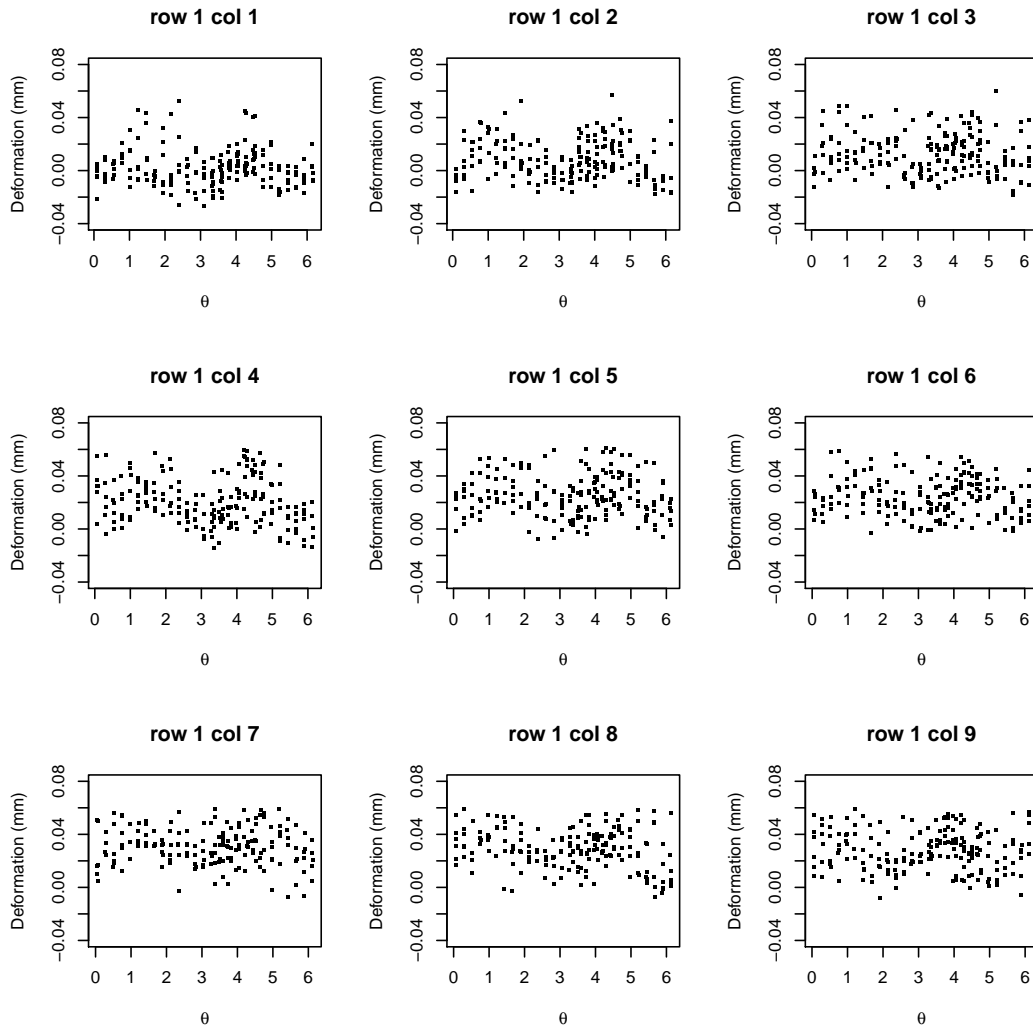 row 1 col 1
Deformation (mm)
−0.04 0.00 0.04 0.08
0 1 2 3 4 5 6
θ
row 1 col 2
Deformation (mm)
−0.04 0.00 0.04 0.08
0 1 2 3 4 5 6
θ
row 1 col 3
Deformation (mm)
−0.04 0.00 0.04 0.08
0 1 2 3 4 5 6
θ
row 1 col 4
Deformation (mm)
−0.04 0.00 0.04 0.08
0 1 2 3 4 5 6
θ
row 1 col 5
Deformation (mm)
−0.04 0.00 0.04 0.08
0 1 2 3 4 5 6
θ
row 1 col 6
Deformation (mm)
−0.04 0.00 0.04 0.08
0 1 2 3 4 5 6
θ
row 1 col 7
Deformation (mm)
−0.04 0.00 0.04 0.08
0 1 2 3 4 5 6
θ
row 1 col 8
Deformation (mm)
−0.04 0.00 0.04 0.08
0 1 2 3 4 5 6
θ
row 1 col 9
Deformation (mm)
−0.04 0.00 0.04 0.08
0 1 2 3 4 5 6
θ